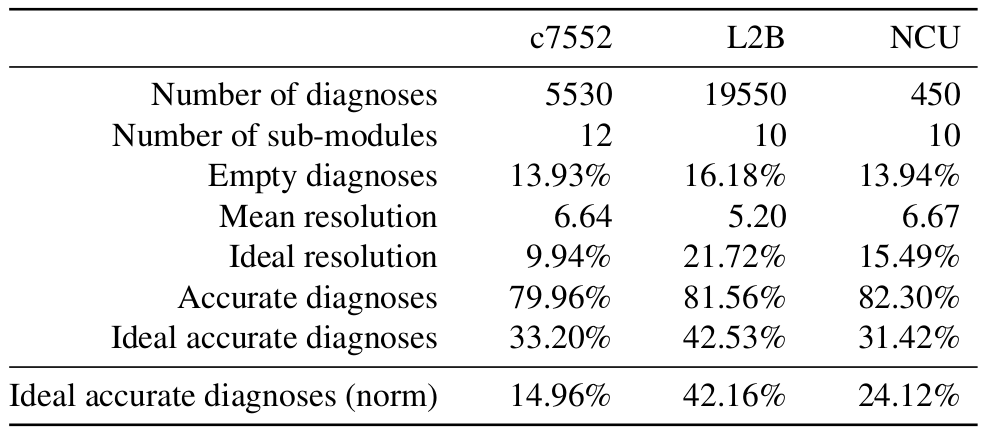 c7552 L2B NCU
Number of diagnoses 5530 19550 450
Number of sub-modules 12 10 10
Empty diagnoses 13.93% 16.18% 13.94%
Mean resolution 6.64 5.20 6.67
Ideal resolution 9.94% 21.72% 15.49%
Accurate diagnoses 79.96% 81.56% 82.30%
Ideal accurate diagnoses 33.20% 42.53% 31.42%
Ideal accurate diagnoses (norm) 14.96% 42.16% 24.12%